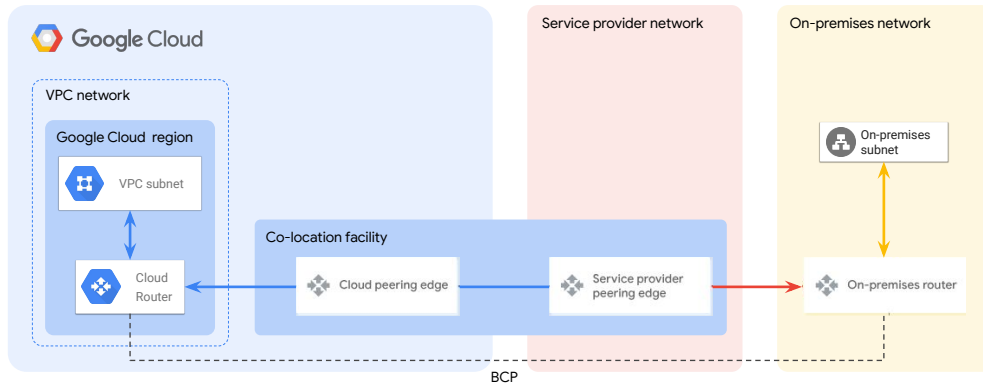 Google Cloud
Service provider network
On-premises network
VPC network
Google Cloud region
VPC subnet
On-premises
subnet
Co-location facility
Cloud
Router
Cloud peering edge
Service provider
peering edge
On-premises router
BCP